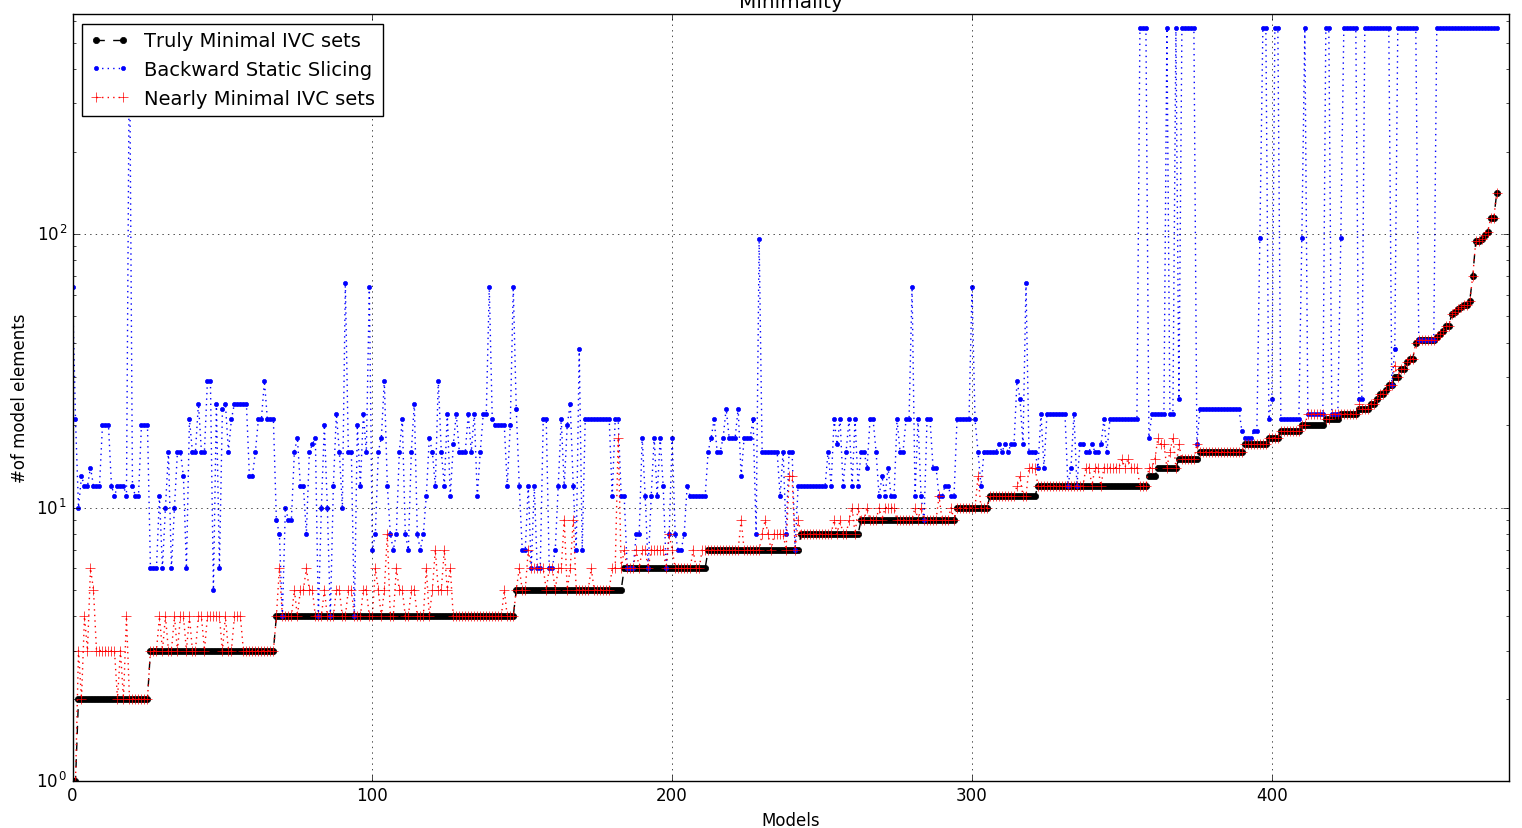 Minimality
Truly Minimal IVC sets
Backward Static Slicing
Nearly Minimal IVC sets
#of model elements
10^2
10^1
10^0
0 100 200 300 400
Models